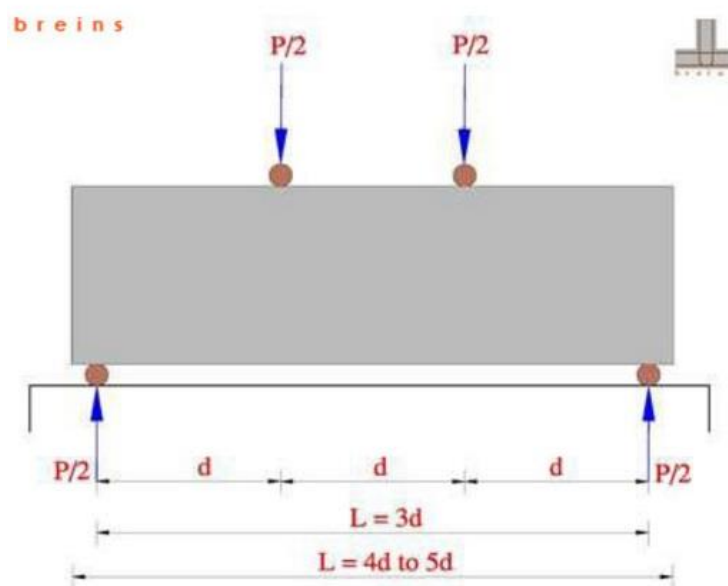 breins
P/2 P/2
P/2 d d d P/2
L = 3d
L = 4d to 5d